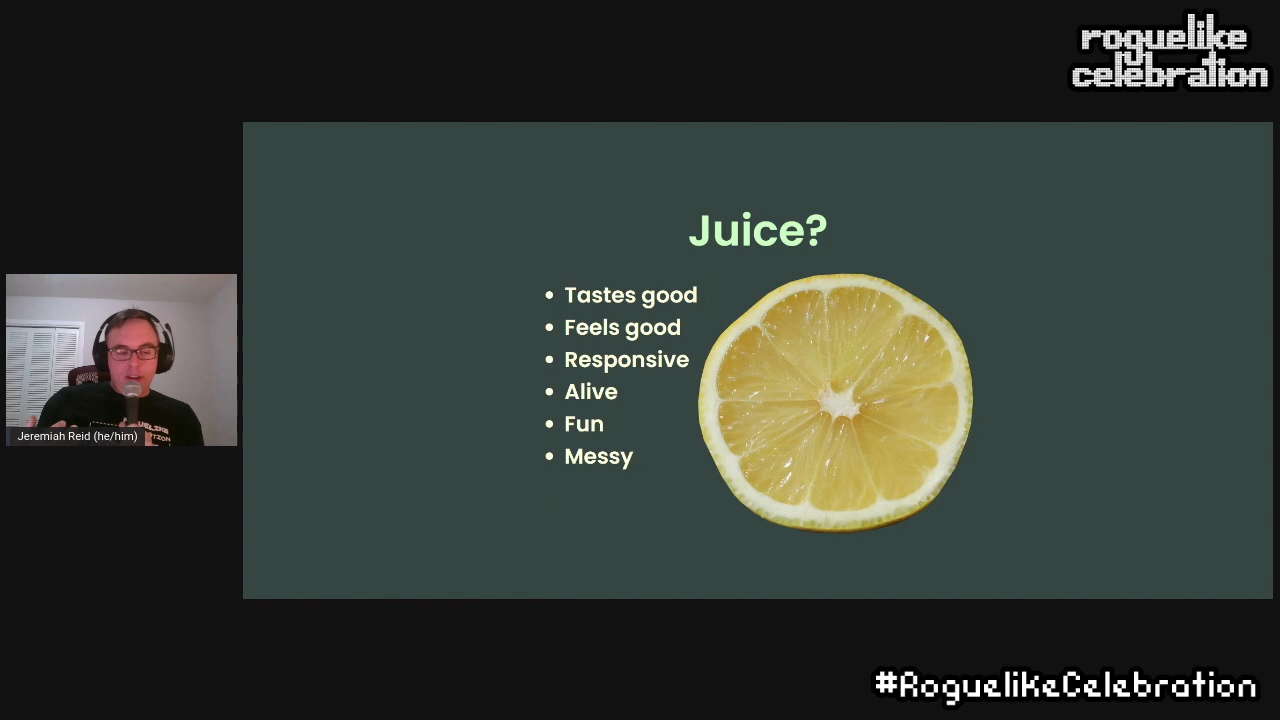 roguelike
celebration
Juice?
• Tastes good
• Feels good
• Responsive
• Alive
• Fun
• Messy
Jeremiah Reid (he/him)
#RoguelikeCelebration